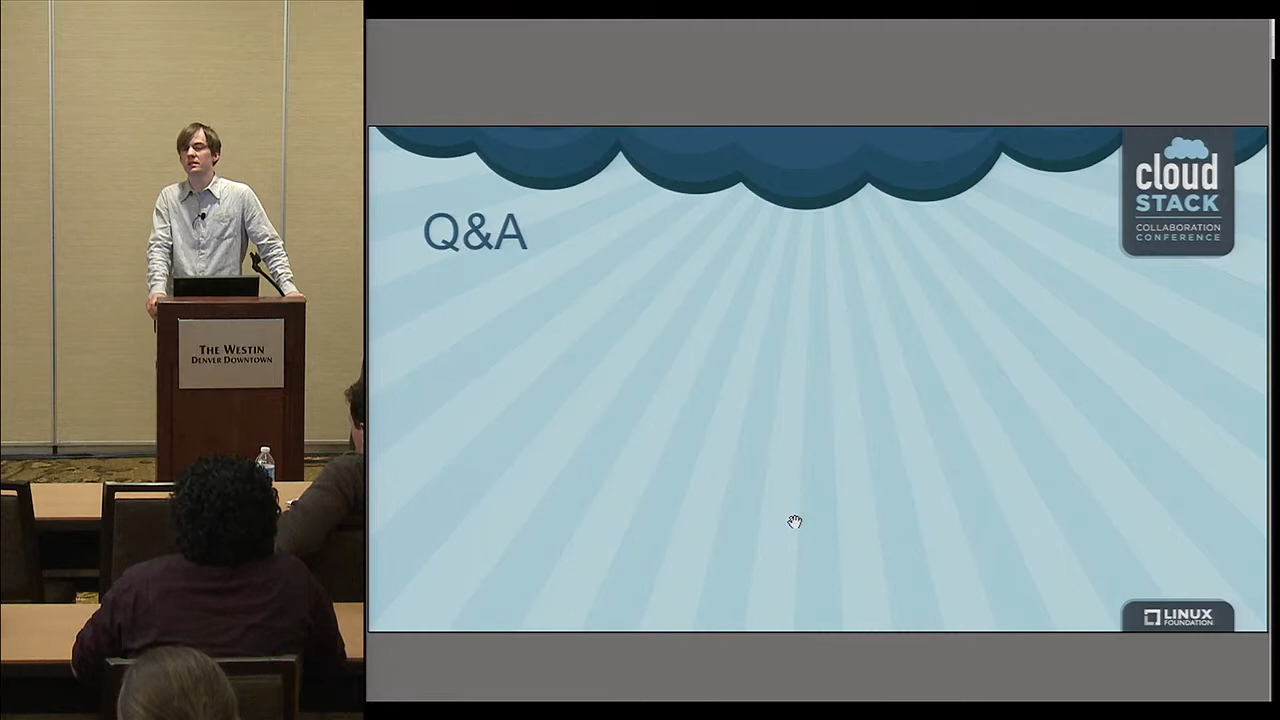 THE WESTIN
DENVER DOWNTOWN
Q&A
cloud
STACK
COLLABORATION
CONFERENCE
LINUX
FOUNDATION